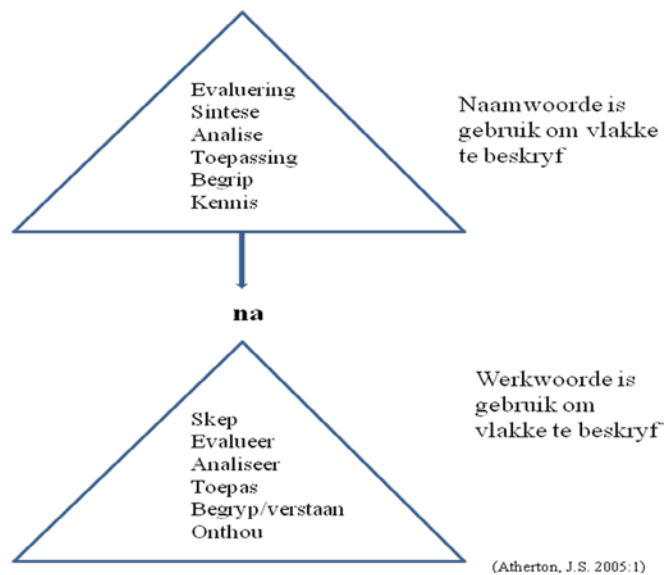 Evaluering
Sintese
Analise
Toepassing
Begrip
Kennis
Naamwoorde is
gebruik om vlakke
te beskryf
na
Skep
Evalueer
Analiseer
Toepas
Begryp/verstaan
Onthou
Werkwoorde is
gebruik om
vlakke te beskryf
(Atherton, J.S. 2005:1)